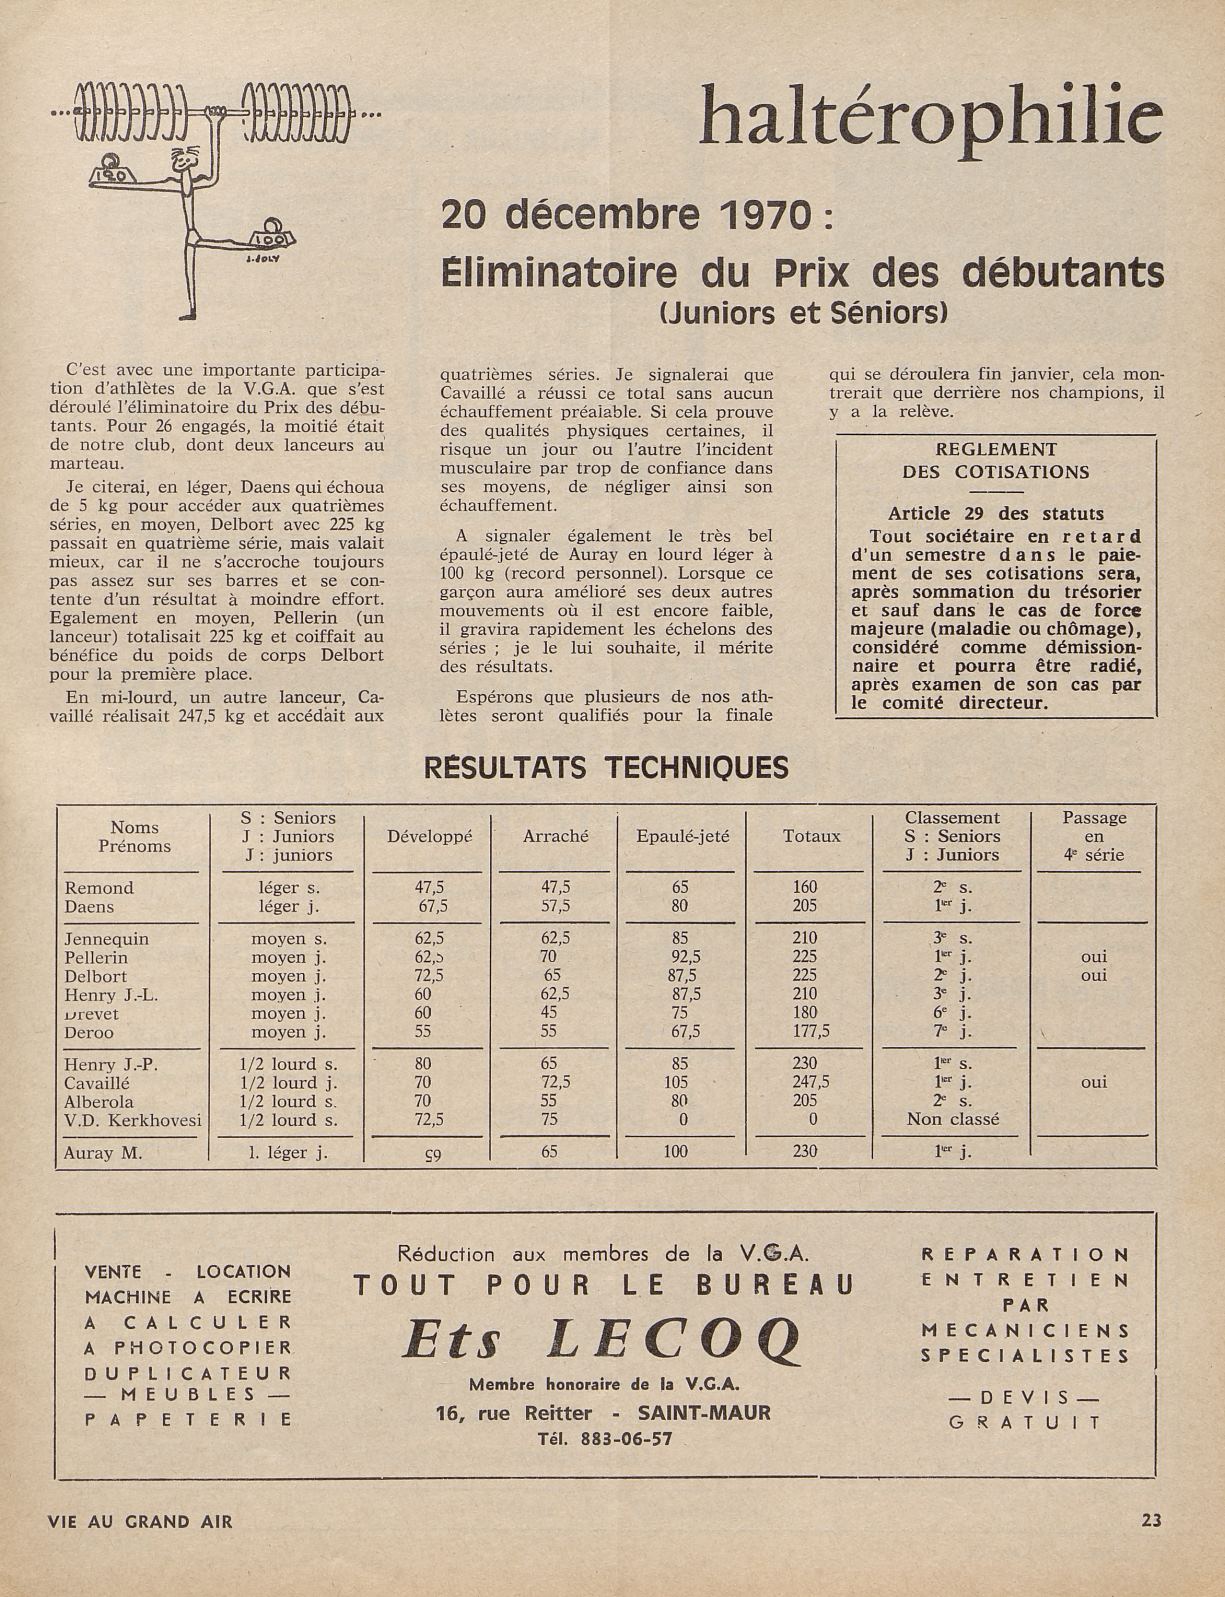 120
100
J. JOLY
haltérophilie
20 décembre 1970 :
Éliminatoire du Prix des débutants
(Juniors et Séniors)
C'est avec une importante participa-
tion d'athlètes de la V.G.A. que s'est
déroulé l'éliminatoire du Prix des débu-
tants. Pour 26 engagés, la moitié était
de notre club, dont deux lanceurs au
marteau.
Je citerai, en léger, Daens qui échoua
de 5 kg pour accéder aux quatrièmes
séries, en moyen, Delbort avec 225 kg
passait en quatrième série, mais valait
mieux, car il ne s'accroche toujours
pas assez sur ses barres et se con-
tente d'un résultat à moindre effort.
Egalement en moyen, Pellerin (un
lanceur) totalisait 225 kg et coiffait au
bénéfice du poids de corps Delbort
pour la première place.
En mi-lourd, un autre lanceur, Ca-
vaillé réalisait 247,5 kg et accédait aux
quatrièmes séries. Je signalerai que
Cavaillé a réussi ce total sans aucun
échauffement préalable. Si cela prouve
des qualités physiques certaines, il
risque un jour ou l'autre l'incident
musculaire par trop de confiance dans
ses moyens, de négliger ainsi son
échauffement.
A signaler également le très bel
épaulé-jeté de Auray en lourd léger à
100 kg (record personnel). Lorsque ce
garçon aura amélioré ses deux autres
mouvements où il est encore faible,
il gravira rapidement les échelons des
séries ; je le lui souhaite, il mérite
des résultats.
Espérons que plusieurs de nos ath-
lètes seront qualifiés pour la finale
qui se déroulera fin janvier, cela mon-
trerait que derrière nos champions, il
y a la relève.
REGLEMENT
DES COTISATIONS
Article 29 des statuts
Tout sociétaire en retard
d'un semestre dans le paie-
ment de ses cotisations sera,
après sommation du trésorier
et sauf dans le cas de force
majeure (maladie ou chômage),
considéré comme démission-
naire et pourra être radié,
après examen de son cas par
le comité directeur.
RÉSULTATS TECHNIQUES
Noms Prénoms | S : Seniors J : Juniors J : juniors | Développé | Arraché | Epaulé-jeté | Totaux | Classement S : Seniors J : Juniors | Passage en 4e série
Remond | léger s. | 47,5 | 47,5 | 65 | 160 | 2e s.
Daens | léger j. | 67,5 | 57,5 | 80 | 205 | 1er j.
Jennequin | moyen s. | 62,5 | 62,5 | 85 | 210 | 3e s.
Pellerin | moyen j. | 62,5 | 70 | 92,5 | 225 | 1er j. | oui
Delbort | moyen j. | 72,5 | 65 | 87,5 | 225 | 2e j. | oui
Henry J.-L. | moyen j. | 60 | 62,5 | 87,5 | 210 | 3e j.
Drevet | moyen j. | 60 | 45 | 75 | 180 | 6e j.
Deroo | moyen j. | 55 | 55 | 67,5 | 177,5 | 7e j.
Henry J.-P. | 1/2 lourd s. | 80 | 65 | 85 | 230 | 1er s.
Cavaillé | 1/2 lourd j. | 70 | 72,5 | 105 | 247,5 | 1er j. | oui
Alberola | 1/2 lourd s. | 70 | 55 | 80 | 205 | 2e s.
V.D. Kerkhovesi | 1/2 lourd s. | 72,5 | 75 | 0 | 0 | Non classé
Auray M. | l. léger j. | 65 | 65 | 100 | 230 | 1er j.
VENTE - LOCATION
MACHINE A ECRIRE
A CALCULER
A PHOTOCOPIER
DUPLICATEUR
— MEUBLES —
PAPETERIE
Réduction aux membres de la V.G.A.
TOUT POUR LE BUREAU
Ets LECOQ
Membre honoraire de la V.G.A.
16, rue Reitter - SAINT-MAUR
Tél. 883-06-57
REPARATION
ENTRETIEN
PAR
MECANICIENS
SPECIALISTES
— DEVIS —
GRATUIT
VIE AU GRAND AIR
23